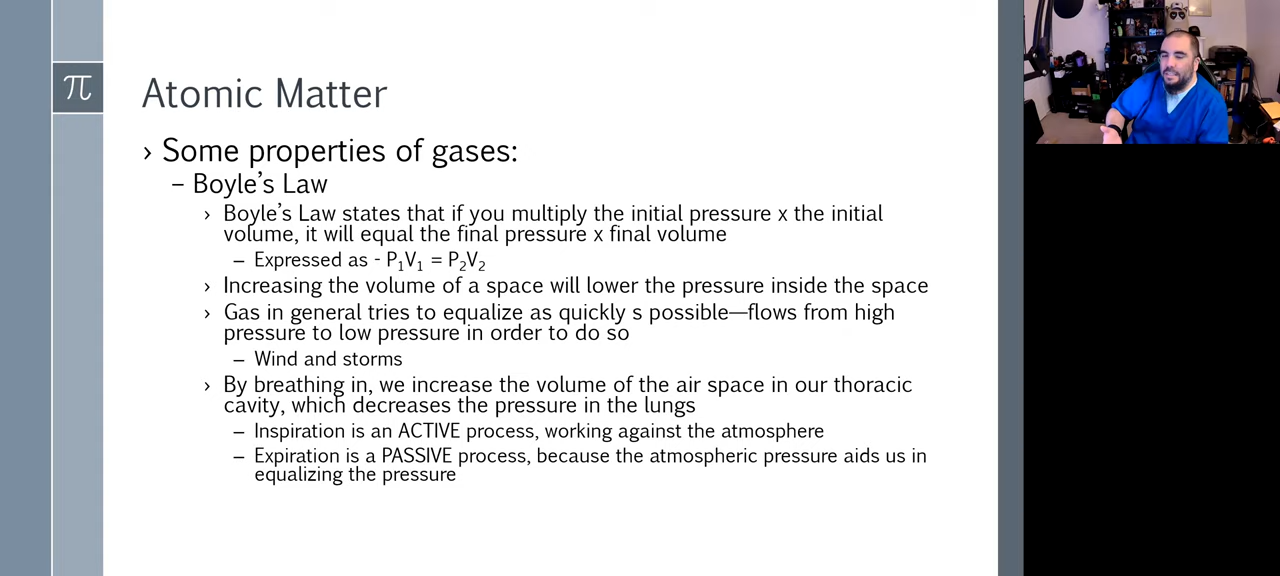 π
Atomic Matter
› Some properties of gases:
– Boyle's Law
› Boyle's Law states that if you multiply the initial pressure x the initial
volume, it will equal the final pressure x final volume
– Expressed as - P₁V₁ = P₂V₂
› Increasing the volume of a space will lower the pressure inside the space
› Gas in general tries to equalize as quickly s possible—flows from high
pressure to low pressure in order to do so
– Wind and storms
› By breathing in, we increase the volume of the air space in our thoracic
cavity, which decreases the pressure in the lungs
– Inspiration is an ACTIVE process, working against the atmosphere
– Expiration is a PASSIVE process, because the atmospheric pressure aids us in
equalizing the pressure